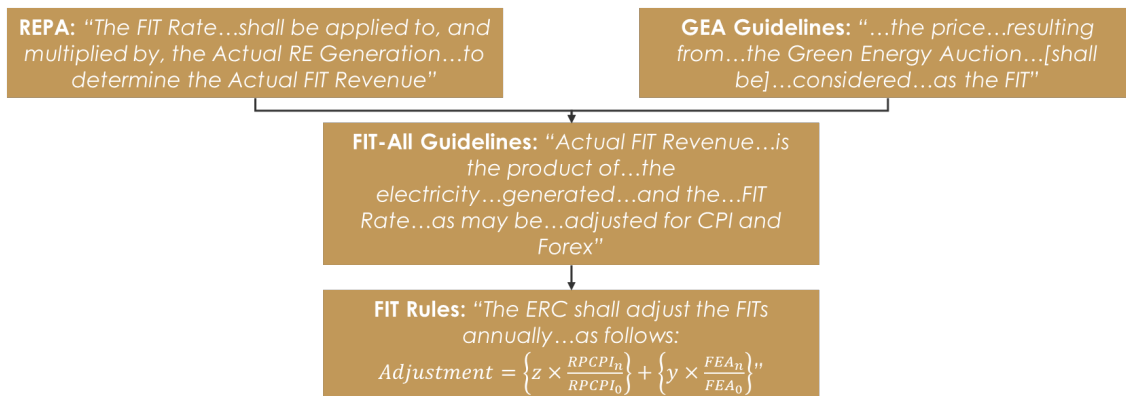 REPA: “The FIT Rate…shall be applied to, and
multiplied by, the Actual RE Generation…to
determine the Actual FIT Revenue”
GEA Guidelines: “…the price…resulting
from…the Green Energy Auction…[shall
be]…considered…as the FIT”
FIT-All Guidelines: “Actual FIT Revenue…is
the product of…the
electricity…generated…and the…FIT
Rate…as may be…adjusted for CPI and
Forex”
FIT Rules: “The ERC shall adjust the FITs
annually…as follows:
Adjustment = {z × RPCPIₙ/RPCPI₀} + {y × FEAₙ/FEA₀}”